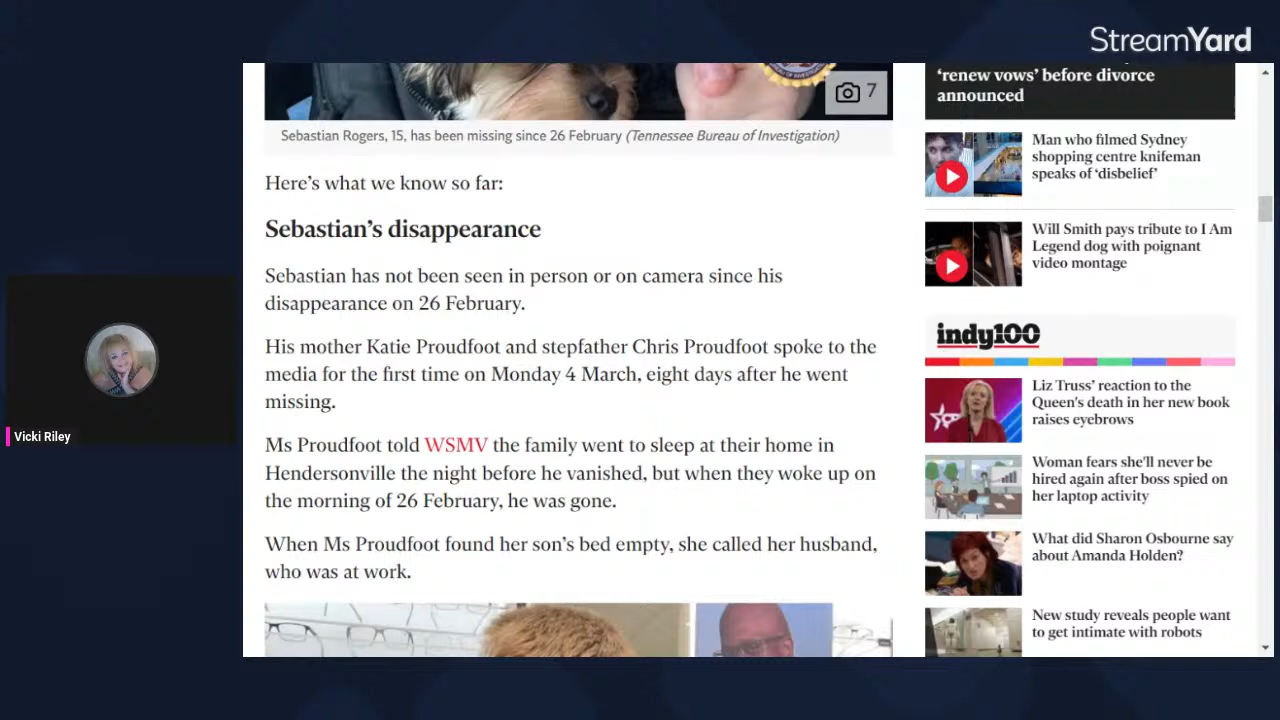 StreamYard
7
Sebastian Rogers, 15, has been missing since 26 February (Tennessee Bureau of Investigation)
Here's what we know so far:
Sebastian's disappearance
Sebastian has not been seen in person or on camera since his
disappearance on 26 February.
His mother Katie Proudfoot and stepfather Chris Proudfoot spoke to the
media for the first time on Monday 4 March, eight days after he went
missing.
Ms Proudfoot told WSMV the family went to sleep at their home in
Hendersonville the night before he vanished, but when they woke up on
the morning of 26 February, he was gone.
When Ms Proudfoot found her son's bed empty, she called her husband,
who was at work.
'renew vows' before divorce
announced
Man who filmed Sydney
shopping centre knifeman
speaks of 'disbelief'
Will Smith pays tribute to I Am
Legend dog with poignant
video montage
indy100
Liz Truss' reaction to the
Queen's death in her new book
raises eyebrows
Woman fears she'll never be
hired again after boss spied on
her laptop activity
What did Sharon Osbourne say
about Amanda Holden?
New study reveals people want
to get intimate with robots
Vicki Riley